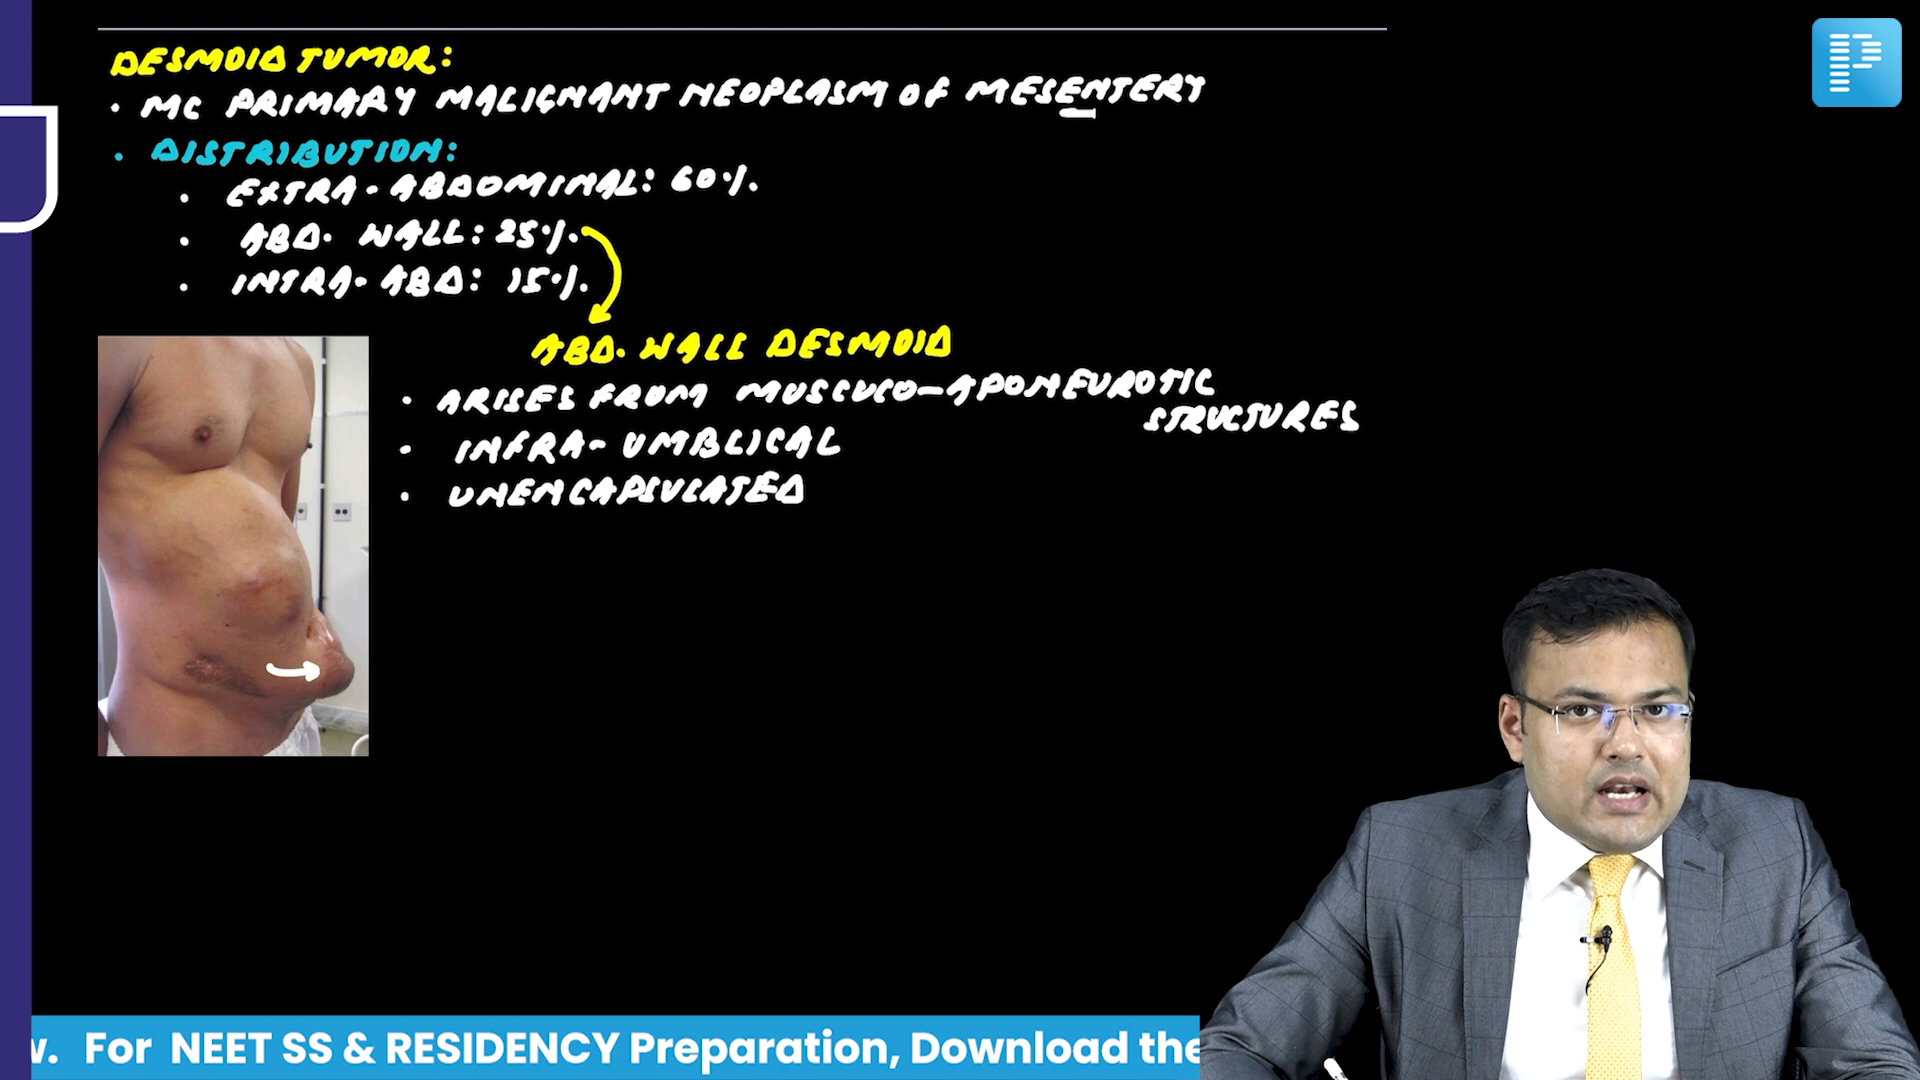 DESMOID TUMOR:
• MC PRIMARY MALIGNANT NEOPLASM OF MESENTERY
• DISTRIBUTION:
• EXTRA-ABDOMINAL: 60%.
• ABD. WALL: 25%.
• INTRA-ABD: 15%.
ABD. WALL DESMOID
• ARISES FROM MUSCULO-APONEUROTIC
STRUCTURES
• INFRA-UMBLICAL
• UNENCAPSULATED
w. For NEET SS & RESIDENCY Preparation, Download the